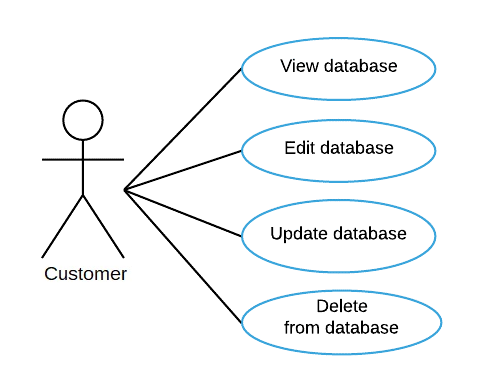 View database
Edit database
Update database
Delete
from database
Customer